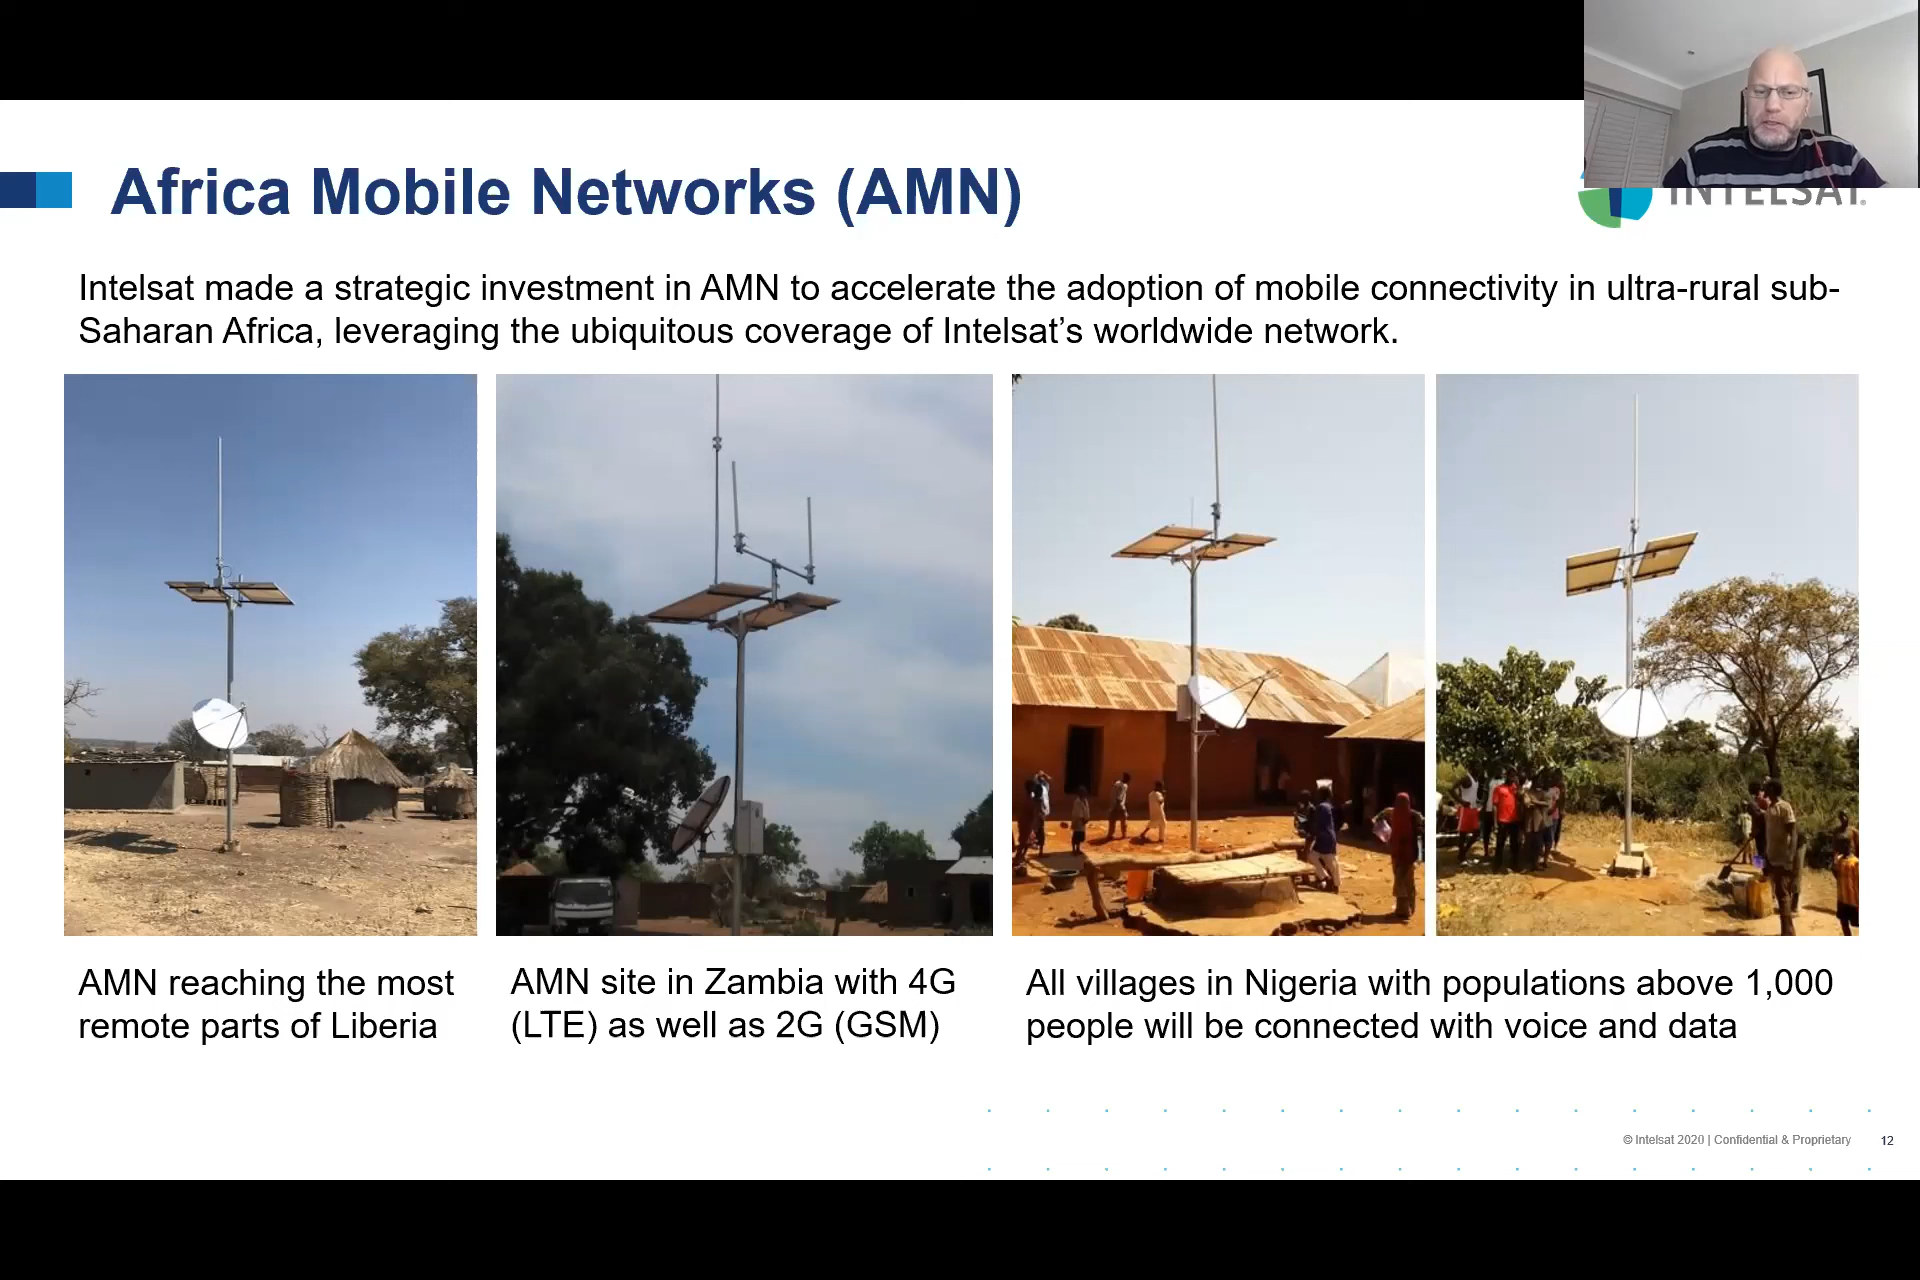 Africa Mobile Networks (AMN)
INTELSAT®
Intelsat made a strategic investment in AMN to accelerate the adoption of mobile connectivity in ultra-rural sub-
Saharan Africa, leveraging the ubiquitous coverage of Intelsat’s worldwide network.
AMN reaching the most
remote parts of Liberia
AMN site in Zambia with 4G
(LTE) as well as 2G (GSM)
All villages in Nigeria with populations above 1,000
people will be connected with voice and data
© Intelsat 2020 | Confidential & Proprietary
12